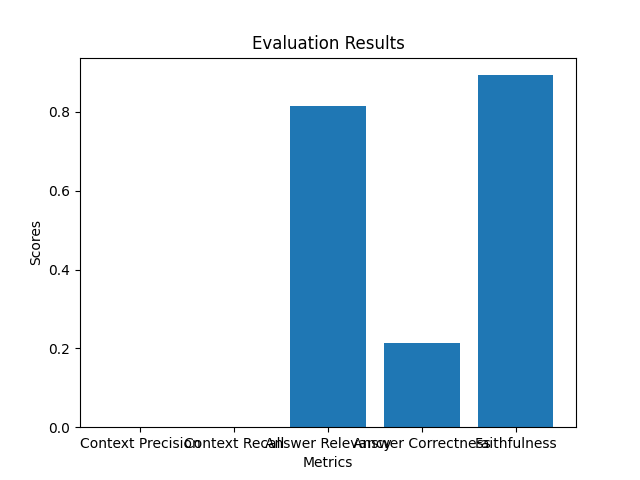 Evaluation Results
Scores
0.8
0.6
0.4
0.2
0.0
Context Precision Context Recall Answer Relevancy Answer Correctness Faithfulness
Metrics